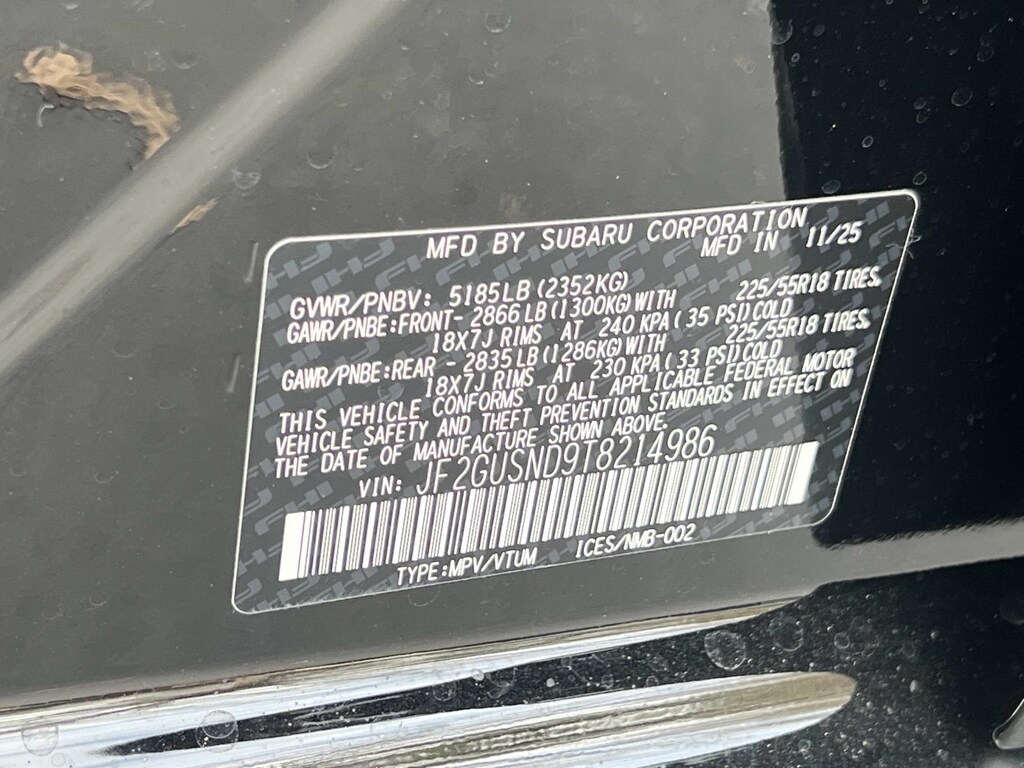 MFD BY SUBARU CORPORATION
MFD IN 11/25
GVWR/PNBV: 5185LB (2352KG)
GAWR/PNBE:FRONT- 2866LB (1300KG) WITH 225/55R18 TIRES,
18X7J RIMS AT 240 KPA ( 35 PSI) COLD
GAWR/PNBE:REAR - 2835LB (1286KG) WITH 225/55R18 TIRES,
18X7J RIMS AT 230 KPA ( 33 PSI) COLD
THIS VEHICLE CONFORMS TO ALL APPLICABLE FEDERAL MOTOR
VEHICLE SAFETY AND THEFT PREVENTION STANDARDS IN EFFECT ON
THE DATE OF MANUFACTURE SHOWN ABOVE.
VIN: JF2GUSND9T8214986
TYPE:MPV/VTUM ICES/NMB-002